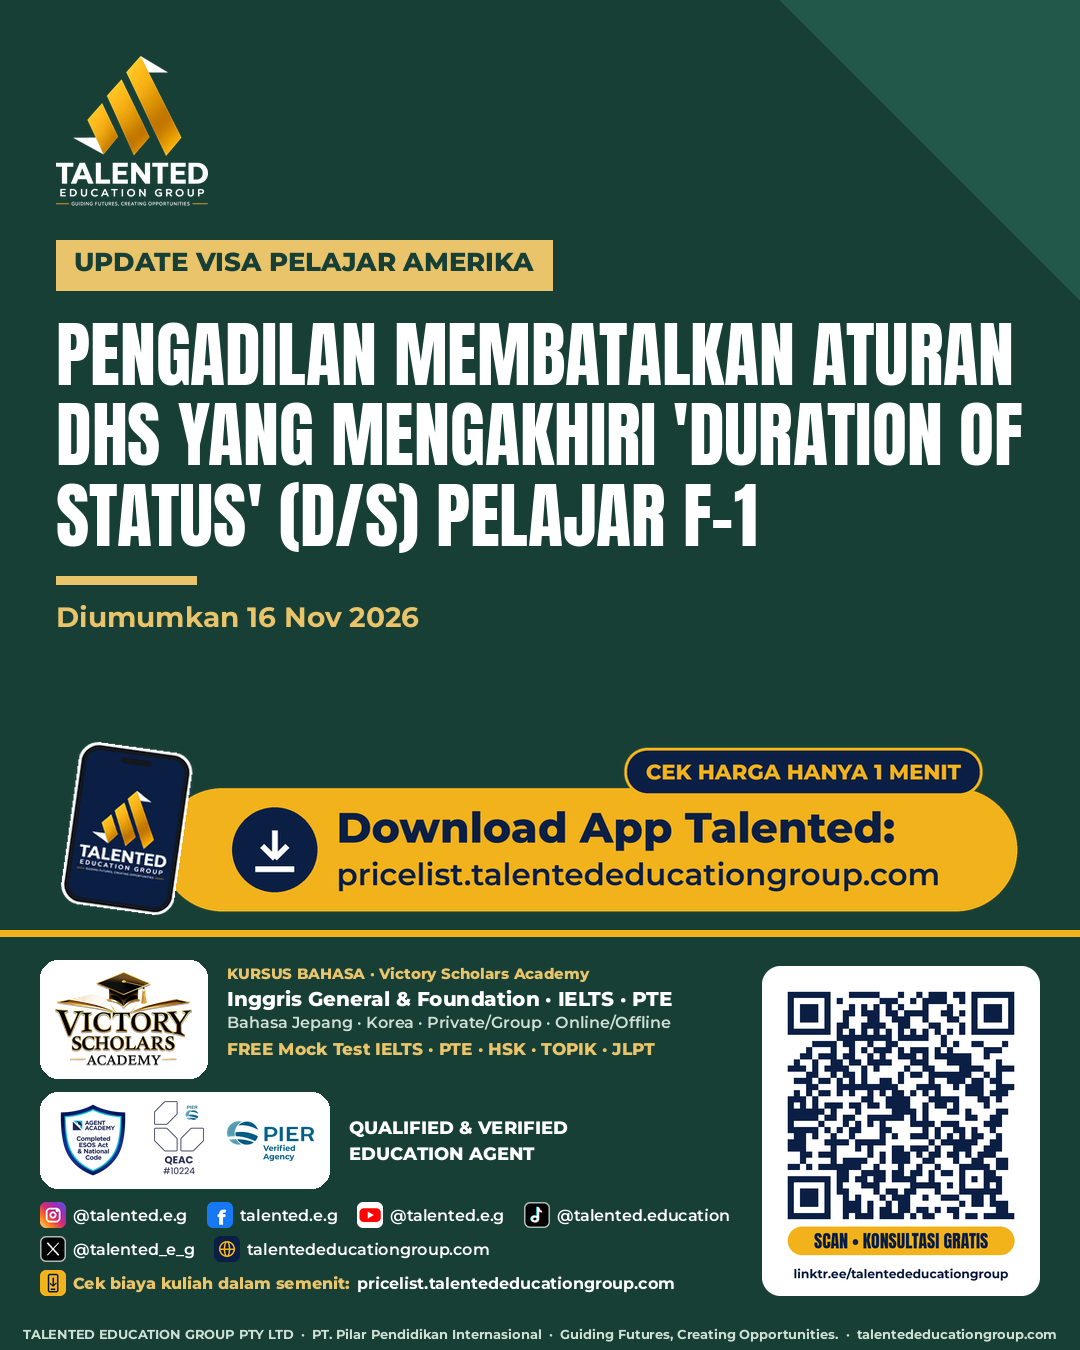 TALENTED
EDUCATION GROUP
GUIDING FUTURES, CREATING OPPORTUNITIES
UPDATE VISA PELAJAR AMERIKA
PENGADILAN MEMBATALKAN ATURAN
DHS YANG MENGAKHIRI 'DURATION OF
STATUS' (D/S) PELAJAR F-1
Diumumkan 16 Nov 2026
CEK HARGA HANYA 1 MENIT
TALENTED
EDUCATION GROUP
GUIDING FUTURES, CREATING OPPORTUNITIES
Download App Talented:
pricelist.talentededucationgroup.com
VICTORY
SCHOLARS
ACADEMY
KURSUS BAHASA · Victory Scholars Academy
Inggris General & Foundation · IELTS · PTE
Bahasa Jepang · Korea · Private/Group · Online/Offline
FREE Mock Test IELTS · PTE · HSK · TOPIK · JLPT
AGENT
ACADEMY
Completed
ESOS Act
& National
Code
PIER
QEAC
#10224
PIER
Verified
Agency
QUALIFIED & VERIFIED
EDUCATION AGENT
@talented.e.g talented.e.g @talented.e.g @talented.education
@talented_e_g talentededucationgroup.com
Cek biaya kuliah dalam semenit: pricelist.talentededucationgroup.com
SCAN • KONSULTASI GRATIS
linktr.ee/talentededucationgroup
TALENTED EDUCATION GROUP PTY LTD · PT. Pilar Pendidikan Internasional · Guiding Futures, Creating Opportunities. · talentededucationgroup.com